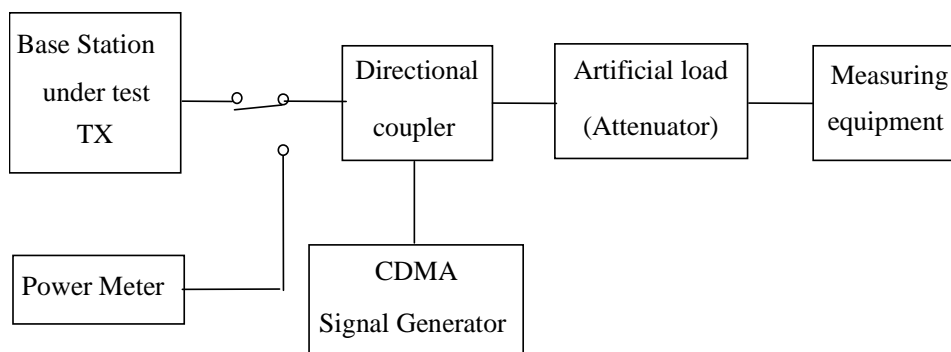 Base Station
under test
TX
Directional
coupler
Artificial load
(Attenuator)
Measuring
equipment
Power Meter
CDMA
Signal Generator